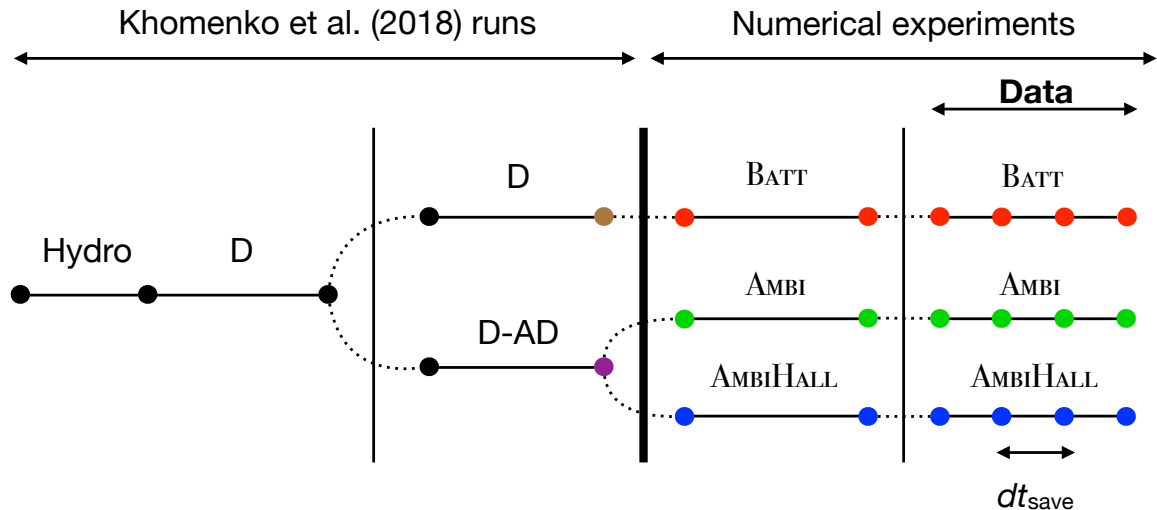 Khomenko et al. (2018) runs
Numerical experiments
Data
D
BATT
BATT
Hydro
D
AMBI
AMBI
D-AD
AMBIHALL
AMBIHALL
dtsave